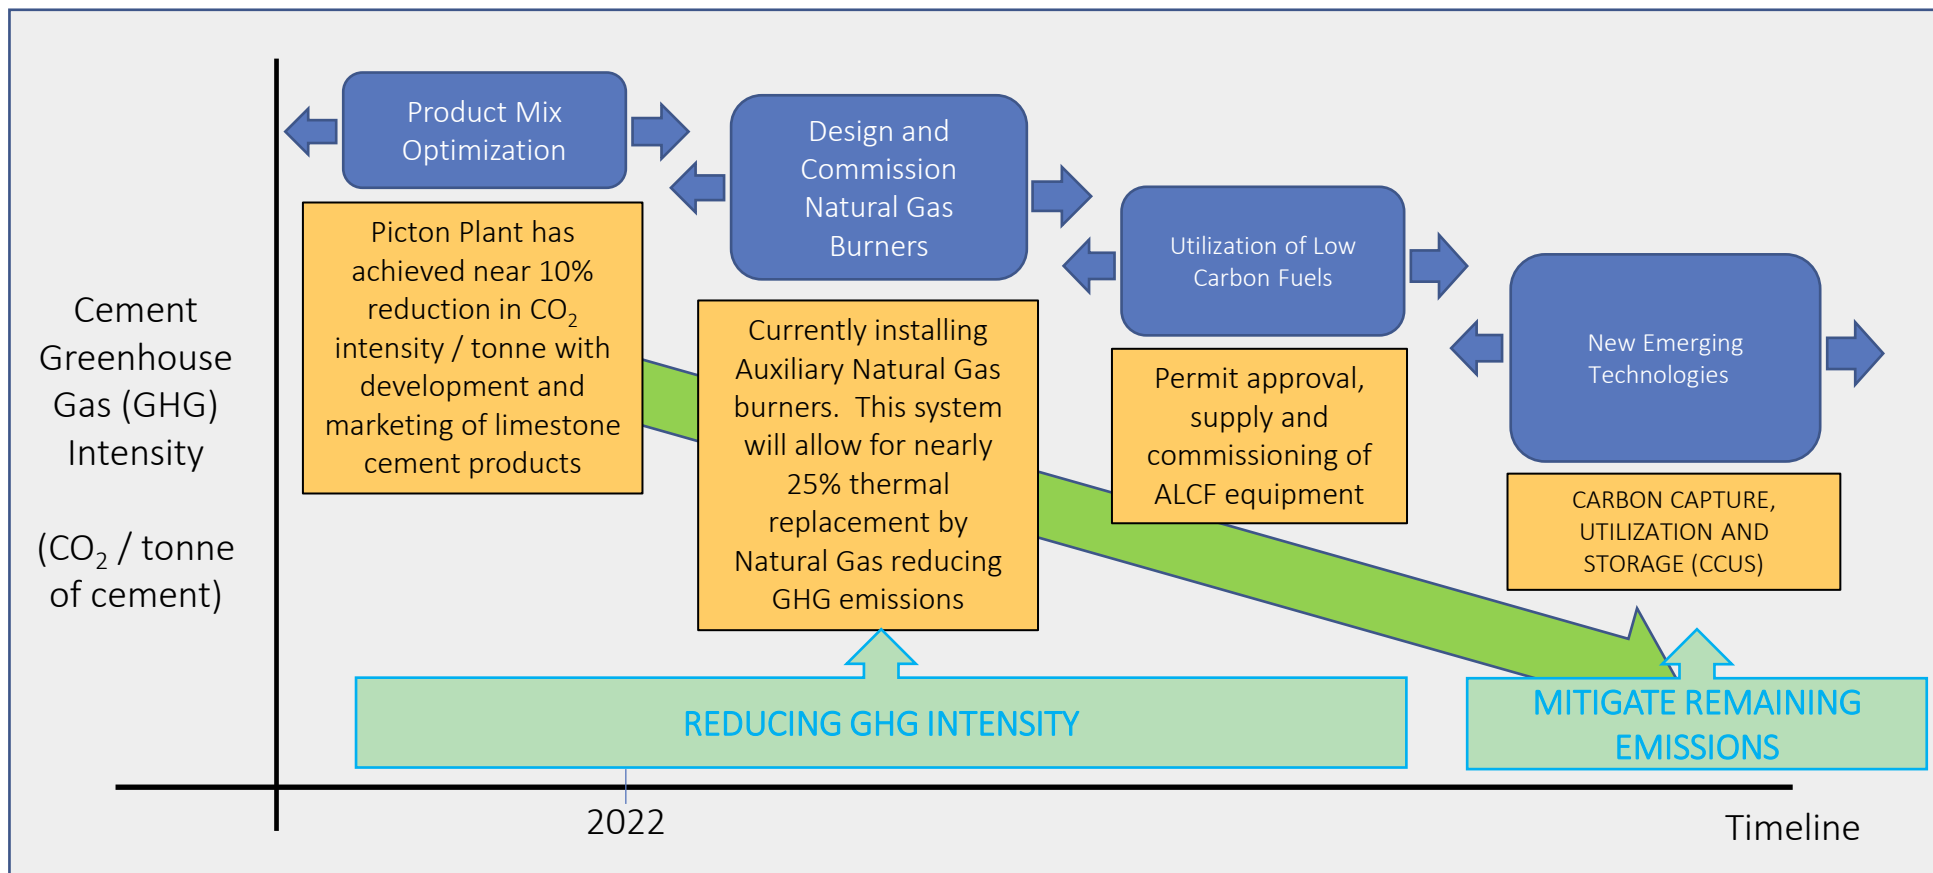 Product Mix
Optimization
Design and
Commission
Natural Gas
Burners
Utilization of Low
Carbon Fuels
New Emerging
Technologies
Picton Plant has
achieved near 10%
reduction in CO₂
intensity / tonne with
development and
marketing of limestone
cement products
Currently installing
Auxiliary Natural Gas
burners. This system
will allow for nearly
25% thermal
replacement by
Natural Gas reducing
GHG emissions
Permit approval,
supply and
commissioning of
ALCF equipment
CARBON CAPTURE,
UTILIZATION AND
STORAGE (CCUS)
Cement
Greenhouse
Gas (GHG)
Intensity
(CO₂ / tonne
of cement)
REDUCING GHG INTENSITY
MITIGATE REMAINING
EMISSIONS
2022
Timeline